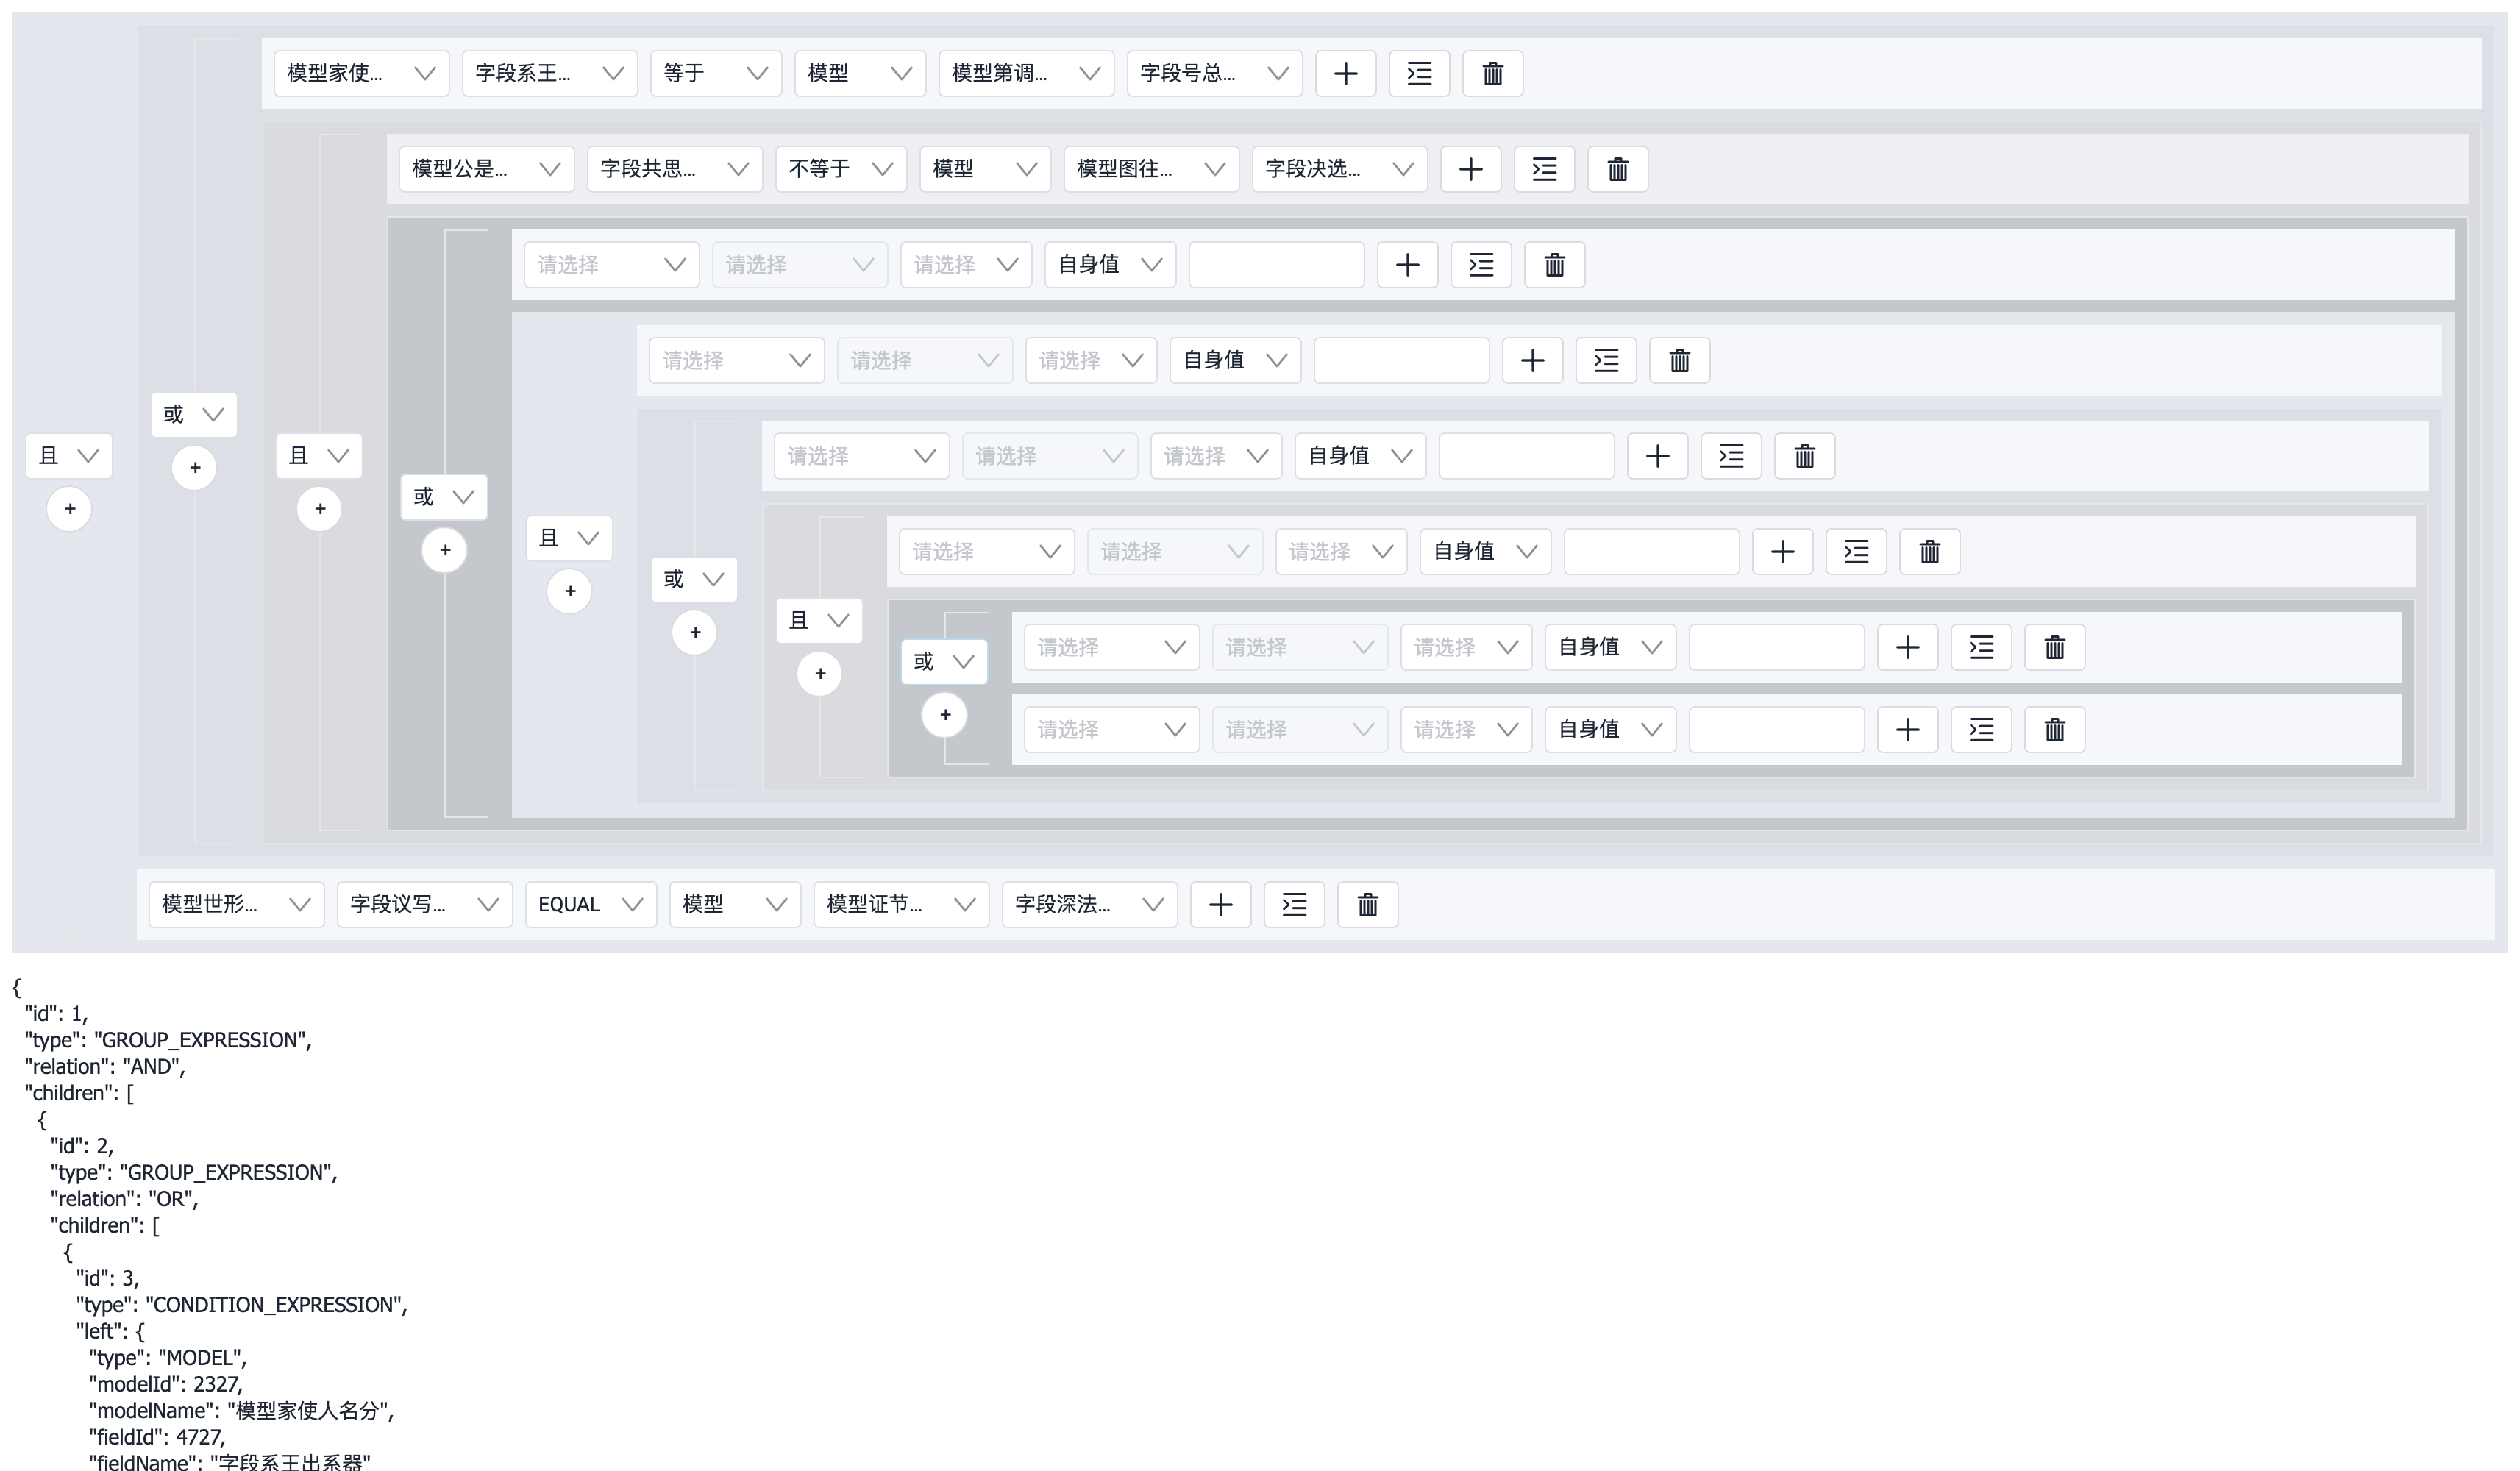 模型家使... 字段系王... 等于 模型 模型第调... 字段号总...
模型公是... 字段共思... 不等于 模型 模型图往... 字段决选...
请选择 请选择 请选择 自身值
请选择 请选择 请选择 自身值
或
且 且 请选择 请选择 请选择 自身值
或
且 请选择 请选择 请选择 自身值
或
且
请选择 请选择 请选择 自身值
或
请选择 请选择 请选择 自身值
模型世形... 字段议写... EQUAL 模型 模型证节... 字段深法...
{
"id": 1,
"type": "GROUP_EXPRESSION",
"relation": "AND",
"children": [
{
"id": 2,
"type": "GROUP_EXPRESSION",
"relation": "OR",
"children": [
{
"id": 3,
"type": "CONDITION_EXPRESSION",
"left": {
"type": "MODEL",
"modelId": 2327,
"modelName": "模型家使人名分",
"fieldId": 4727,
"fieldName": "字段系王出系器"